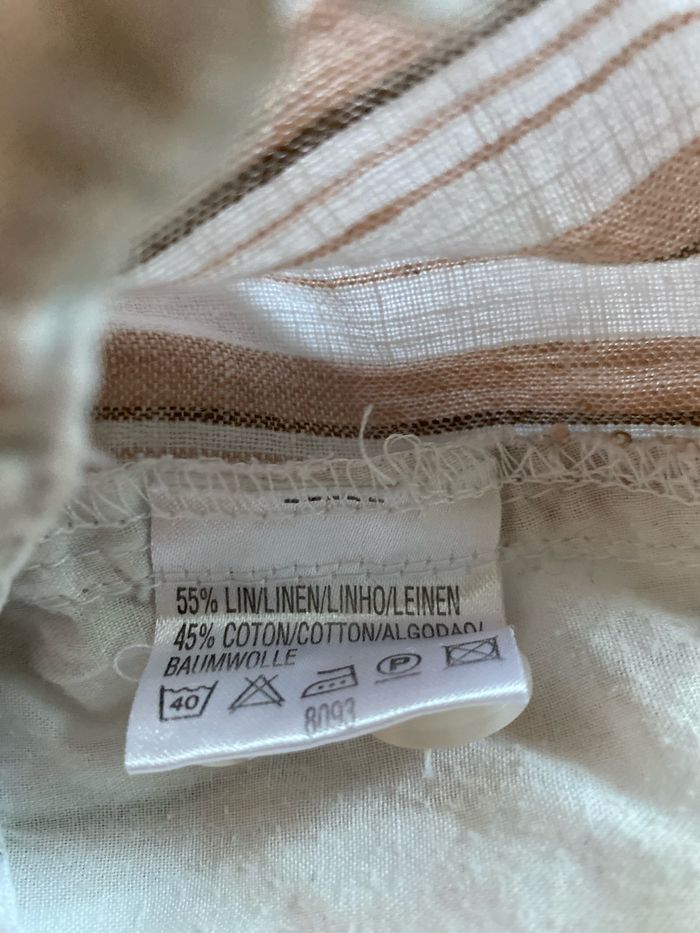 55% LIN/LINEN/LINHO/LEINEN
45% COTON/COTTON/ALGODAO/
BAUMWOLLE
40 P
8093